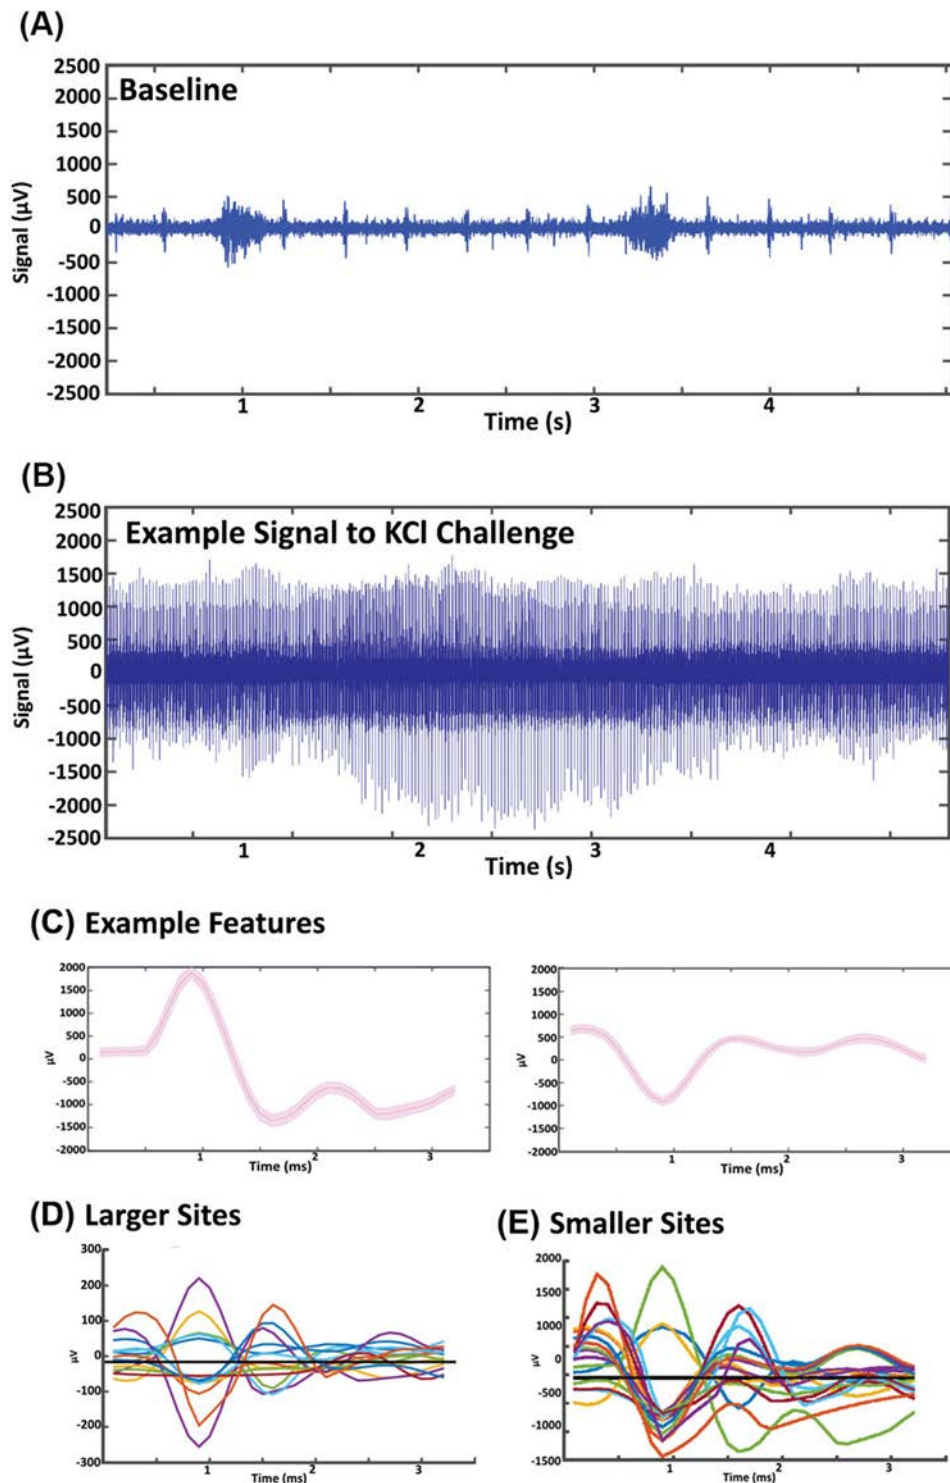 (A)
Baseline
Signal (µV)
2500
2000
1500
1000
500
0
-500
-1000
-1500
-2000
-2500
1 2 3 4
Time (s)
(B)
Example Signal to KCl Challenge
Signal (µV)
2500
2000
1500
1000
500
0
-500
-1000
-1500
-2000
-2500
1 2 3 4
Time (s)
(C) Example Features
µV
2000
1500
1000
500
0
-500
-1000
-1500
-2000
1 2 3
Time (ms)
µV
2000
1500
1000
500
0
-500
-1000
-1500
-2000
1 2 3
Time (ms)
(D) Larger Sites
µV
300
200
100
0
-100
-200
-300
1 2 3
Time (ms)
(E) Smaller Sites
µV
2000
1500
1000
0
-500
-1000
-1500
1 2 3
Time (ms)